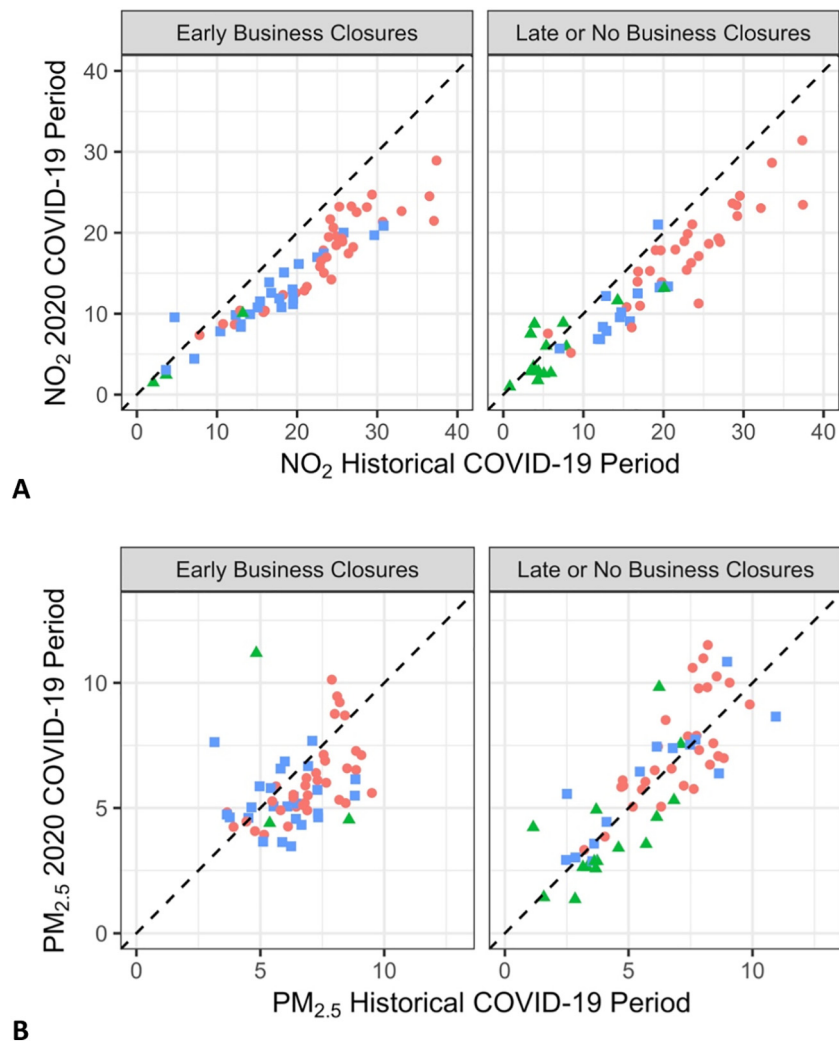 Early Business Closures
Late or No Business Closures
NO₂ 2020 COVID-19 Period
40
30
20
10
0
0 10 20 30 40
0 10 20 30 40
NO₂ Historical COVID-19 Period
A
Early Business Closures
Late or No Business Closures
PM₂.₅ 2020 COVID-19 Period
10
5
0
0 5 10
0 5 10
PM₂.₅ Historical COVID-19 Period
B